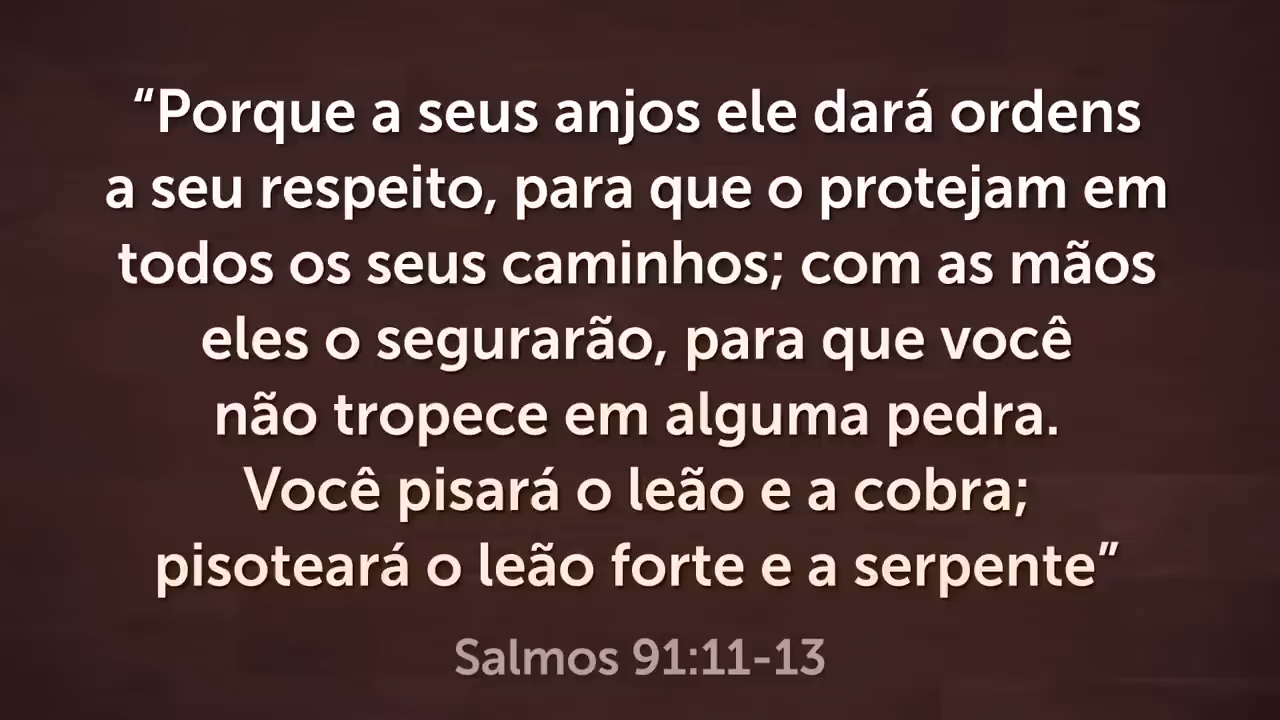 “Porque a seus anjos ele dará ordens
a seu respeito, para que o protejam em
todos os seus caminhos; com as mãos
eles o segurarão, para que você
não tropece em alguma pedra.
Você pisará o leão e a cobra;
pisoteará o leão forte e a serpente”
Salmos 91:11-13